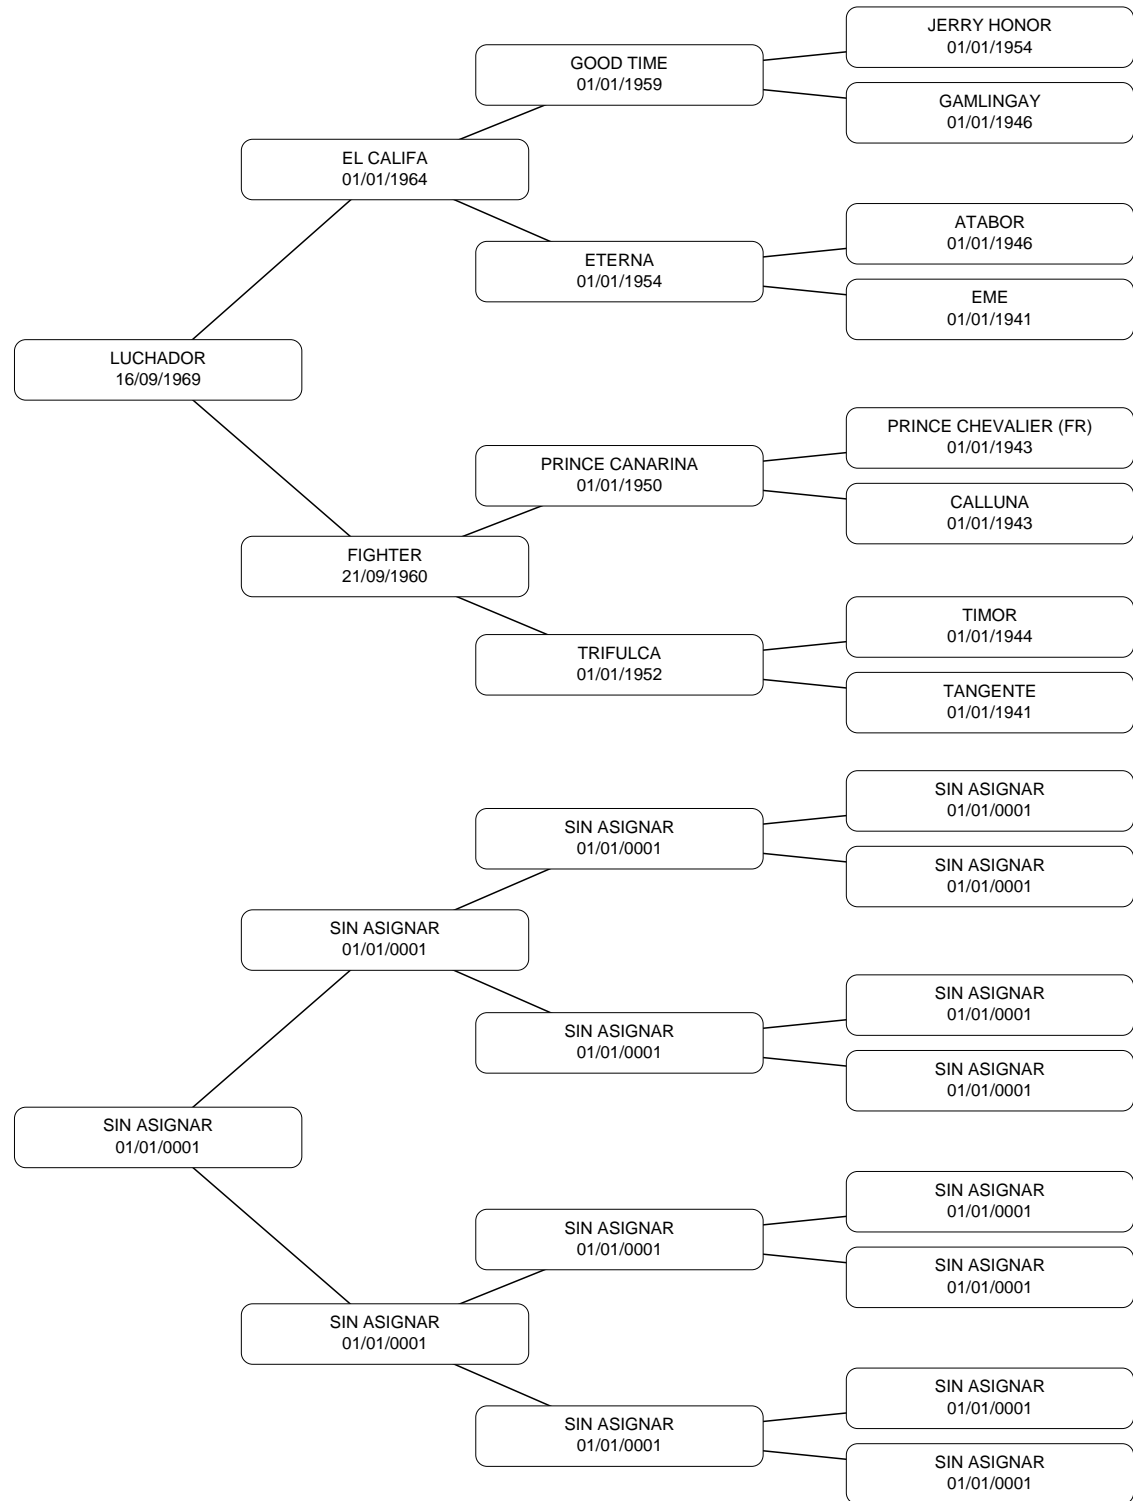 JERRY HONOR
01/01/1954
GOOD TIME
01/01/1959
GAMLINGAY
01/01/1946
EL CALIFA
01/01/1964
ATABOR
01/01/1946
ETERNA
01/01/1954
EME
01/01/1941
LUCHADOR
16/09/1969
PRINCE CHEVALIER (FR)
01/01/1943
PRINCE CANARINA
01/01/1950
CALLUNA
01/01/1943
FIGHTER
21/09/1960
TIMOR
01/01/1944
TRIFULCA
01/01/1952
TANGENTE
01/01/1941
SIN ASIGNAR
01/01/0001
SIN ASIGNAR
01/01/0001
SIN ASIGNAR
01/01/0001
SIN ASIGNAR
01/01/0001
SIN ASIGNAR
01/01/0001
SIN ASIGNAR
01/01/0001
SIN ASIGNAR
01/01/0001
SIN ASIGNAR
01/01/0001
SIN ASIGNAR
01/01/0001
SIN ASIGNAR
01/01/0001
SIN ASIGNAR
01/01/0001
SIN ASIGNAR
01/01/0001
SIN ASIGNAR
01/01/0001
SIN ASIGNAR
01/01/0001
SIN ASIGNAR
01/01/0001